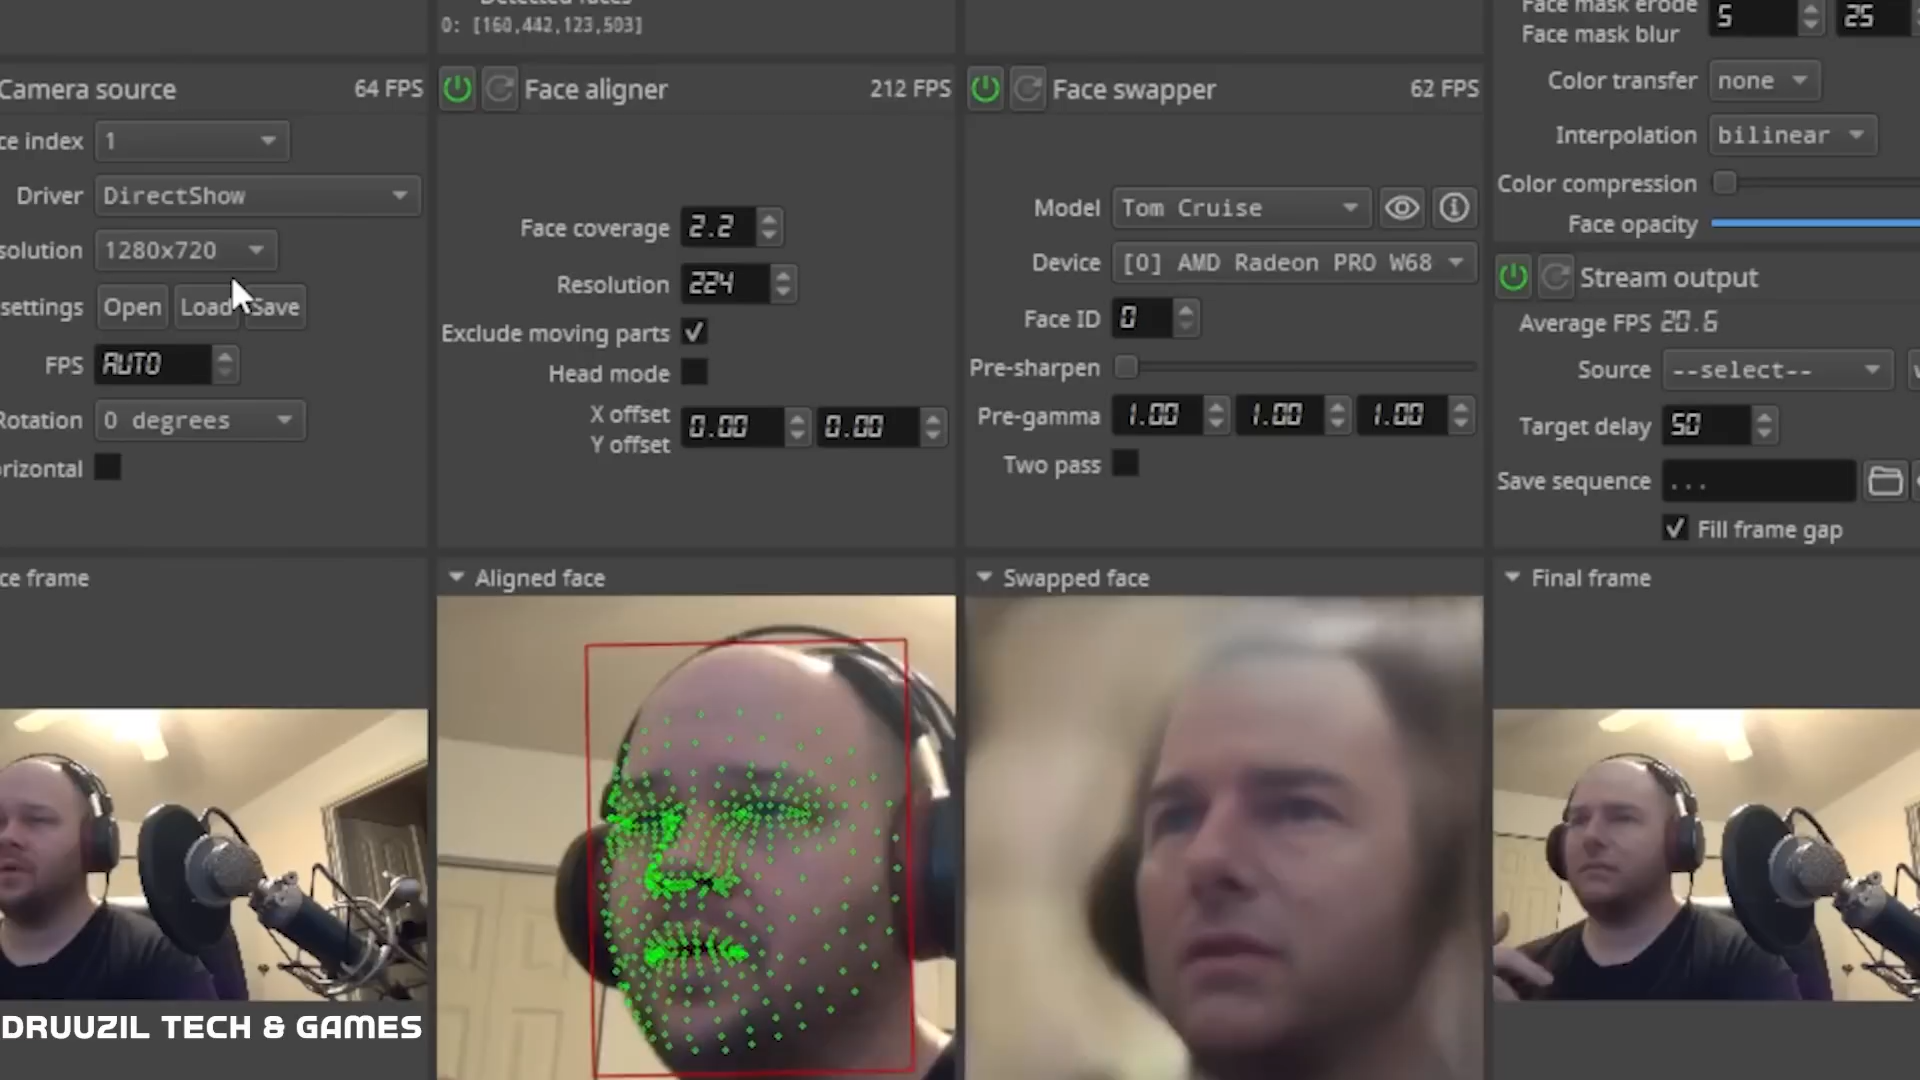 Detected faces
0: [160,442,123,503]
Camera source 64 FPS
ce index 1
Driver DirectShow
solution 1280x720
settings Open Load Save
FPS AUTO
Rotation 0 degrees
orizontal
ce frame
Face aligner 212 FPS
Face coverage 2.2
Resolution 224
Exclude moving parts
Head mode
X offset
Y offset
0.00 0.00
Aligned face
Face swapper 62 FPS
Model Tom Cruise
Device [0] AMD Radeon PRO W68
Face ID 0
Pre-sharpen
Pre-gamma 1.00 1.00 1.00
Two pass
Swapped face
Face mask erode
Face mask blur
5 25
Color transfer none
Interpolation bilinear
Color compression
Face opacity
Stream output
Average FPS 20.6
Source --select--
Target delay 50
Save sequence ...
Fill frame gap
Final frame
DRUUZIL TECH & GAMES